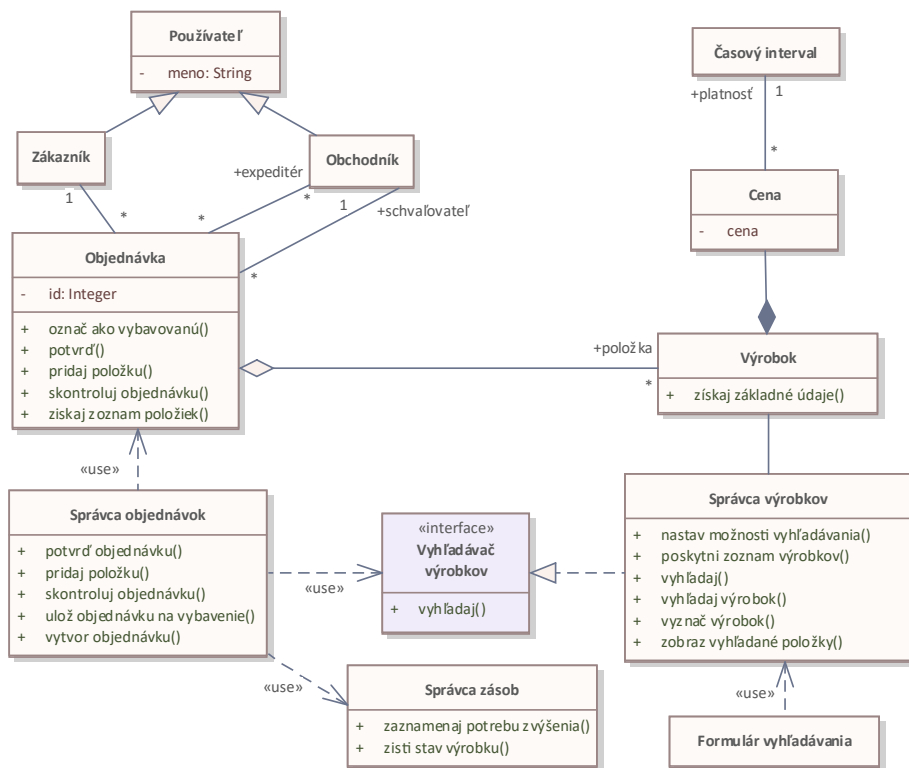 Používateľ
- meno: String
Časový interval
+platnosť
1
*
Zákazník
Obchodník
1
*
+expeditér
*
*
1
+schvaľovateľ
*
Cena
- cena
Objednávka
- id: Integer
+ označ ako vybavovanú()
+ potvrď()
+ pridaj položku()
+ skontroluj objednávku()
+ ziskaj zoznam položiek()
+položka
*
Výrobok
+ získaj základné údaje()
«use»
Správca objednávok
+ potvrď objednávku()
+ pridaj položku()
+ skontroluj objednávku()
+ ulož objednávku na vybavenie()
+ vytvor objednávku()
«use»
«interface»
Vyhľadávač
výrobkov
+ vyhľadaj()
Správca výrobkov
+ nastav možnosti vyhľadávania()
+ poskytni zoznam výrobkov()
+ vyhľadaj()
+ vyhľadaj výrobok()
+ vyznač výrobok()
+ zobraz vyhľadané položky()
«use»
Správca zásob
+ zaznamenaj potrebu zvýšenia()
+ zisti stav výrobku()
«use»
Formulár vyhľadávania